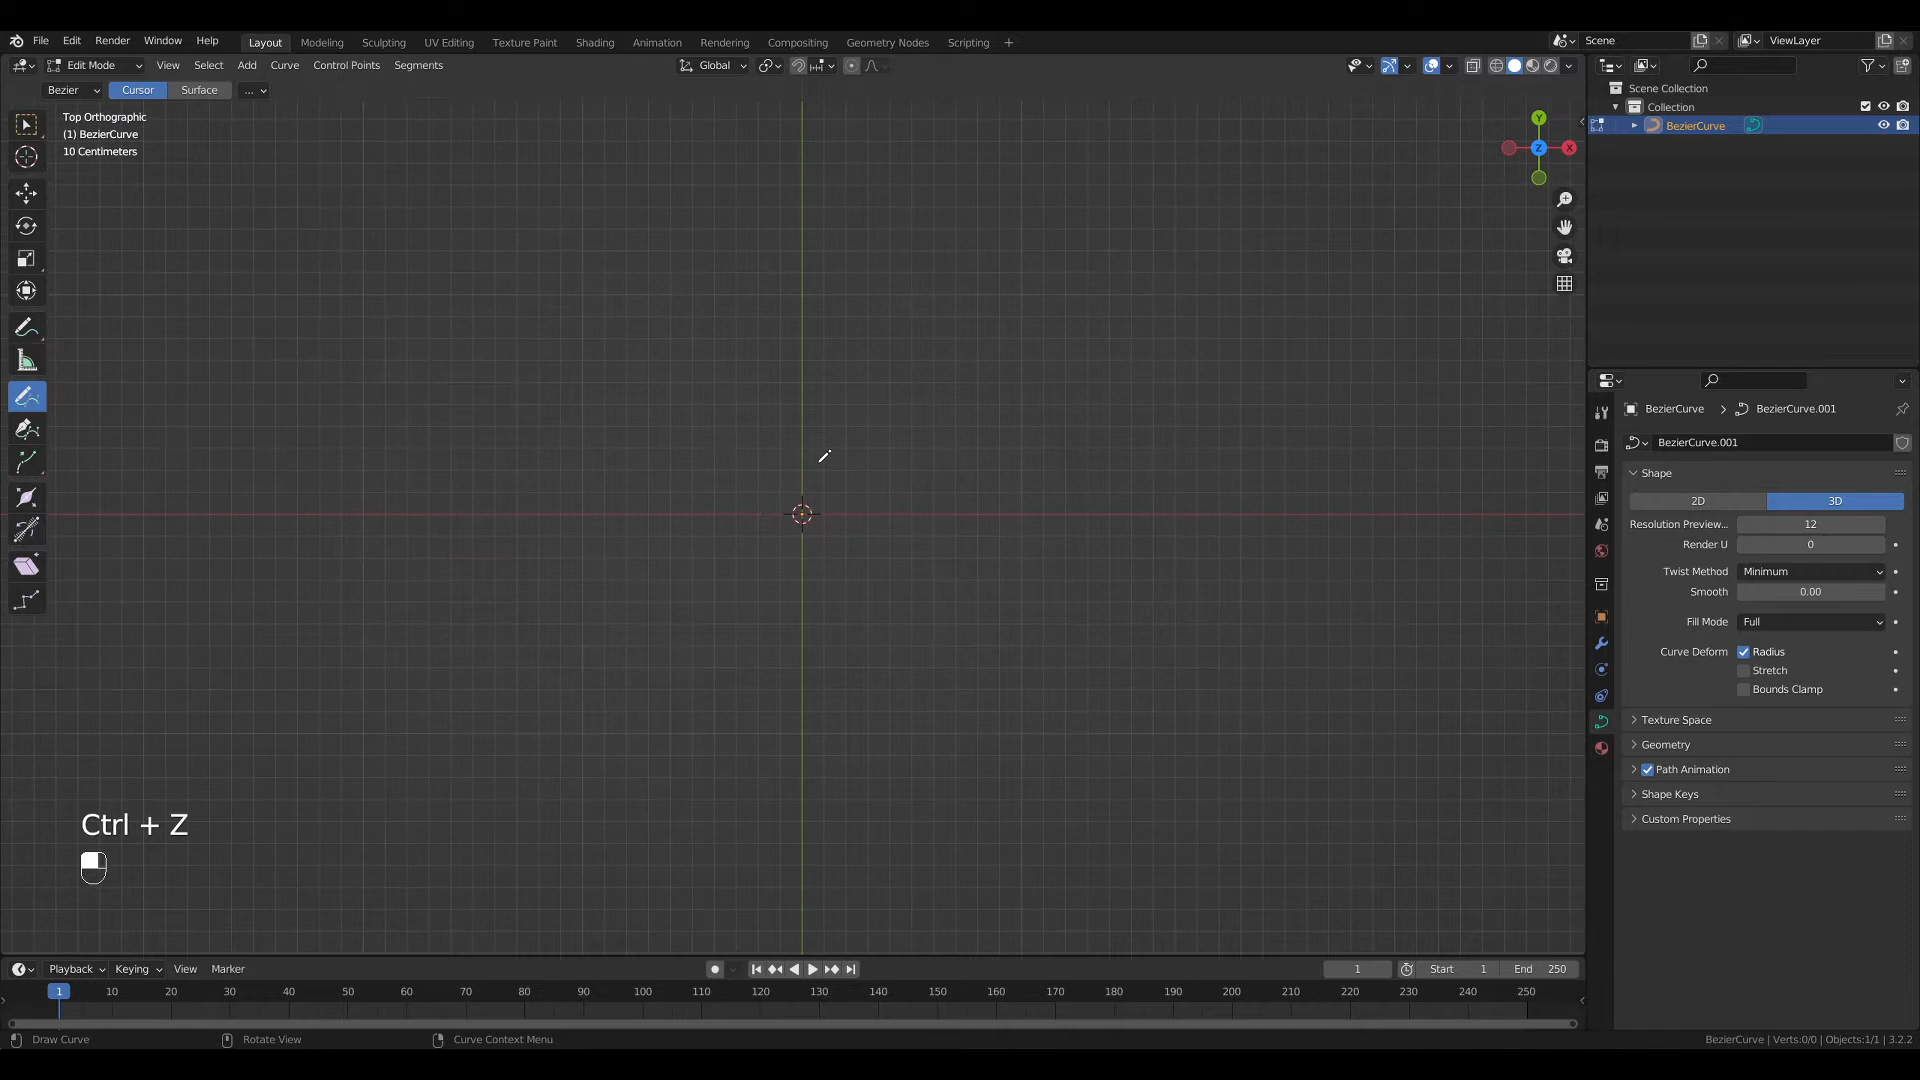 File Edit Render Window Help Layout Modeling Sculpting UV Editing Texture Paint Shading Animation Rendering Compositing Geometry Nodes Scripting + Scene ViewLayer
Edit Mode View Select Add Curve Control Points Segments Global
Bezier Cursor Surface ...
Top Orthographic
(1) BezierCurve
10 Centimeters
Y
Z
X
Scene Collection
Collection
BezierCurve
BezierCurve > BezierCurve.001
BezierCurve.001
Shape
2D 3D
Resolution Preview... 12
Render U 0
Twist Method Minimum
Smooth 0.00
Fill Mode Full
Curve Deform Radius
Stretch
Bounds Clamp
Texture Space
Geometry
Path Animation
Shape Keys
Custom Properties
Ctrl + Z
Playback Keying View Marker 1 Start 1 End 250
1 10 20 30 40 50 60 70 80 90 100 110 120 130 140 150 160 170 180 190 200 210 220 230 240 250
Draw Curve Rotate View Curve Context Menu BezierCurve | Verts:0/0 | Objects:1/1 | 3.2.2